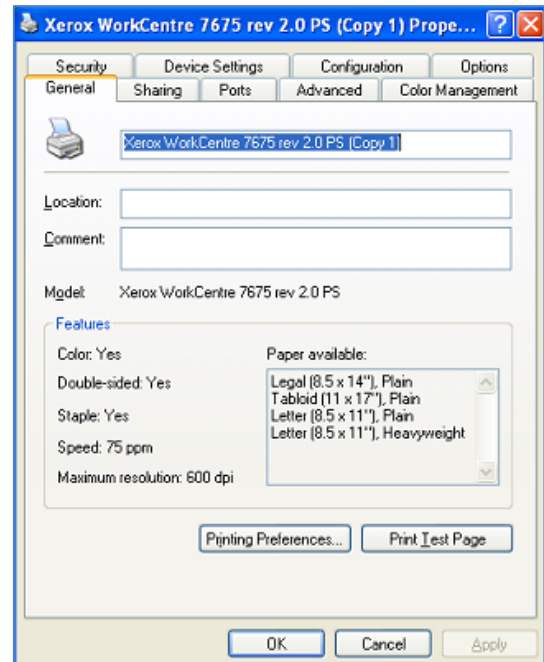 Xerox WorkCentre 7675 rev 2.0 PS (Copy 1) Prope...
Security Device Settings Configuration Options
General Sharing Ports Advanced Color Management
Xerox WorkCentre 7675 rev 2.0 PS (Copy 1)
Location:
Comment:
Model: Xerox WorkCentre 7675 rev 2.0 PS
Features
Color: Yes
Paper available:
Double-sided: Yes
Legal (8.5 x 14"), Plain
Tabloid (11 x 17"), Plain
Staple: Yes
Letter (8.5 x 11"), Plain
Letter (8.5 x 11"), Heavyweight
Speed: 75 ppm
Maximum resolution: 600 dpi
Printing Preferences... Print Test Page
OK Cancel Apply